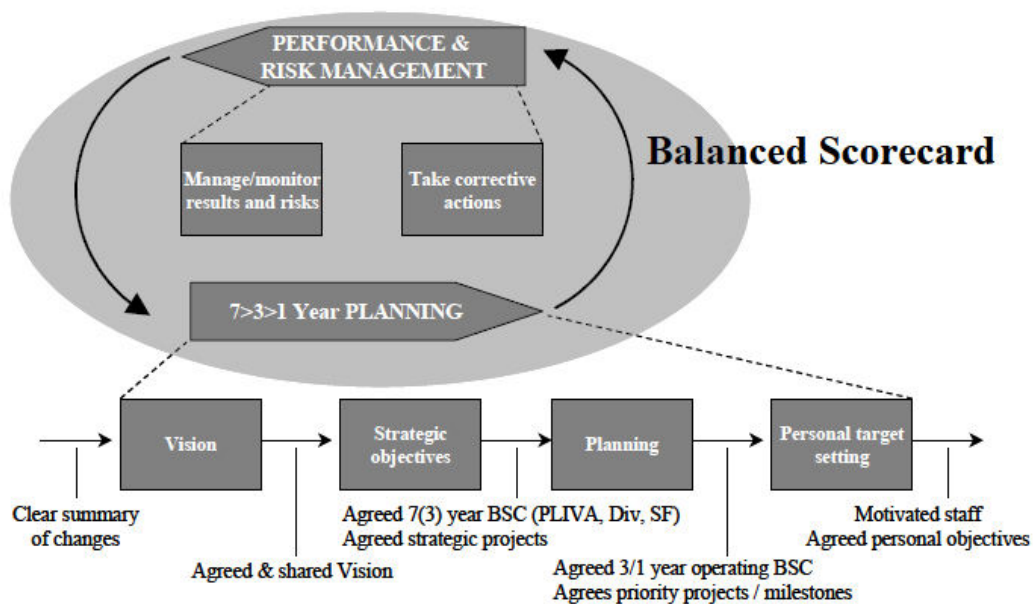 PERFORMANCE &
RISK MANAGEMENT
Balanced Scorecard
Manage/monitor
results and risks
Take corrective
actions
7>3>1 Year PLANNING
Vision
Strategic
objectives
Planning
Personal target
setting
Clear summary
of changes
Agreed & shared Vision
Agreed 7(3) year BSC (PLIVA, Div, SF)
Agreed strategic projects
Agreed 3/1 year operating BSC
Agrees priority projects / milestones
Motivated staff
Agreed personal objectives